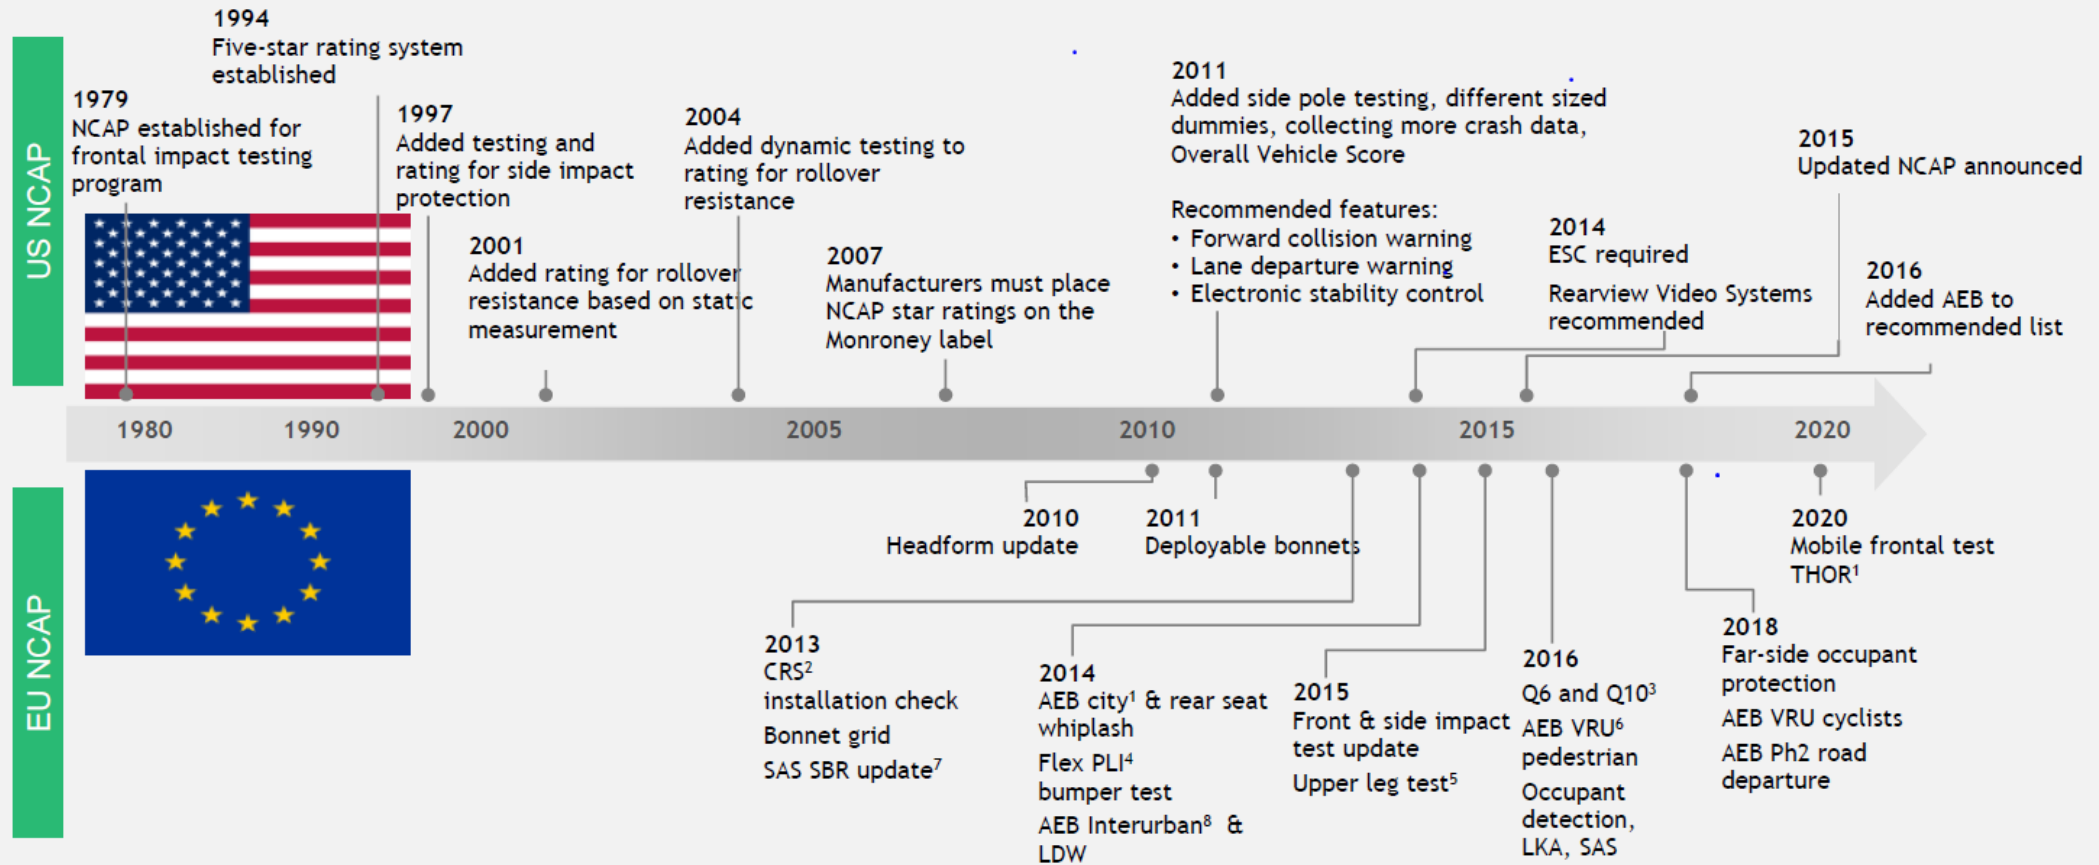 US NCAP
1979
NCAP established for
frontal impact testing
program
1994
Five-star rating system
established
1997
Added testing and
rating for side impact
protection
2001
Added rating for rollover
resistance based on static
measurement
2004
Added dynamic testing to
rating for rollover
resistance
2007
Manufacturers must place
NCAP star ratings on the
Monroney label
2011
Added side pole testing, different sized
dummies, collecting more crash data,
Overall Vehicle Score
Recommended features:
• Forward collision warning
• Lane departure warning
• Electronic stability control
2014
ESC required
Rearview Video Systems
recommended
2015
Updated NCAP announced
2016
Added AEB to
recommended list
1980 1990 2000 2005 2010 2015 2020
EU NCAP
2010
Headform update
2011
Deployable bonnets
2013
CRS²
installation check
Bonnet grid
SAS SBR update⁷
2014
AEB city¹ & rear seat
whiplash
Flex PLI⁴
bumper test
AEB Interurban⁸ &
LDW
2015
Front & side impact
test update
Upper leg test⁵
2016
Q6 and Q10³
AEB VRU⁶
pedestrian
Occupant
detection,
LKA, SAS
2018
Far-side occupant
protection
AEB VRU cyclists
AEB Ph2 road
departure
2020
Mobile frontal test
THOR¹